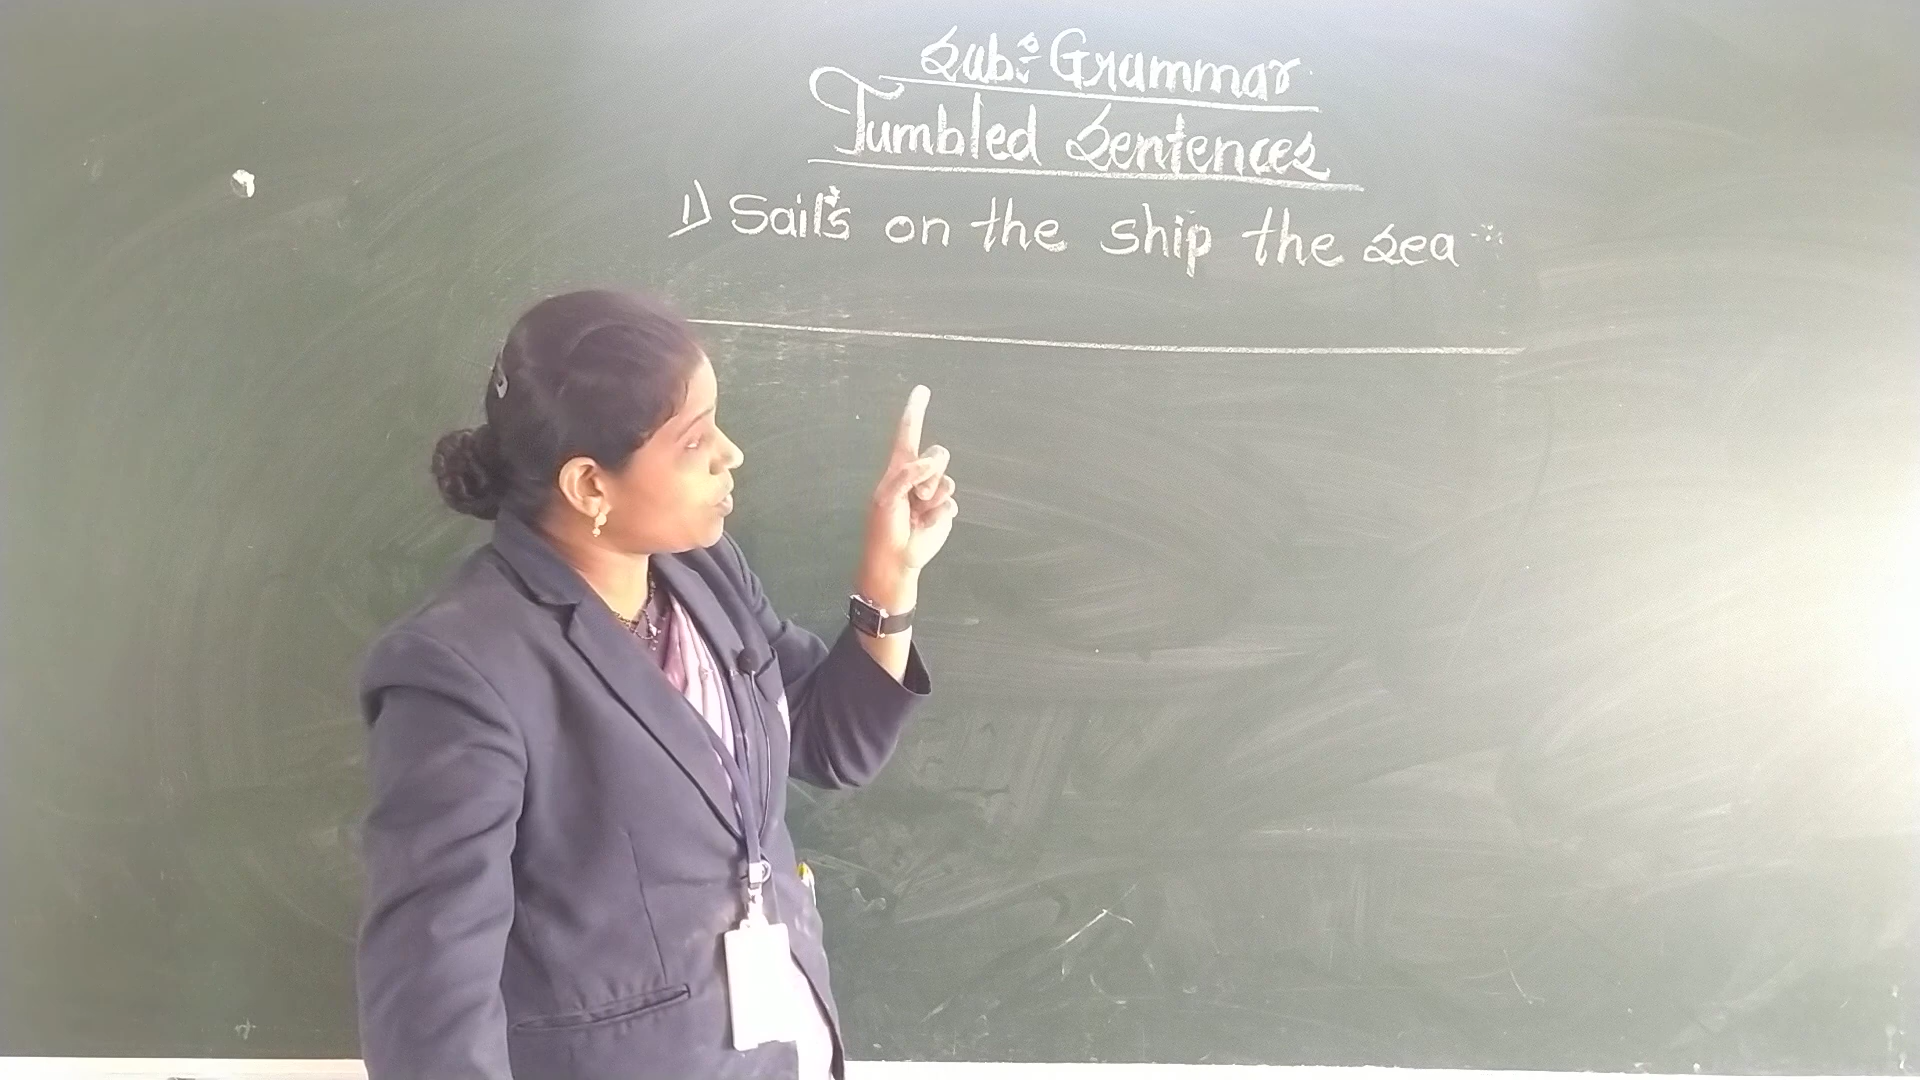 Sub:- Grammar
Jumbled Sentences
1) Sails on the ship the sea